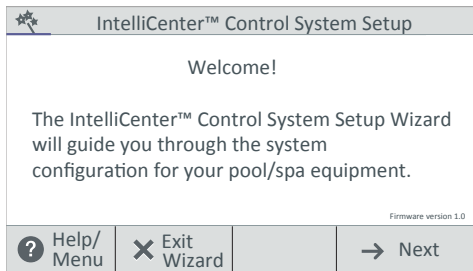 IntelliCenter™ Control System Setup
Welcome!
The IntelliCenter™ Control System Setup Wizard
will guide you through the system
configuration for your pool/spa equipment.
Firmware version 1.0
? Help/
Menu
Exit
Wizard
Next